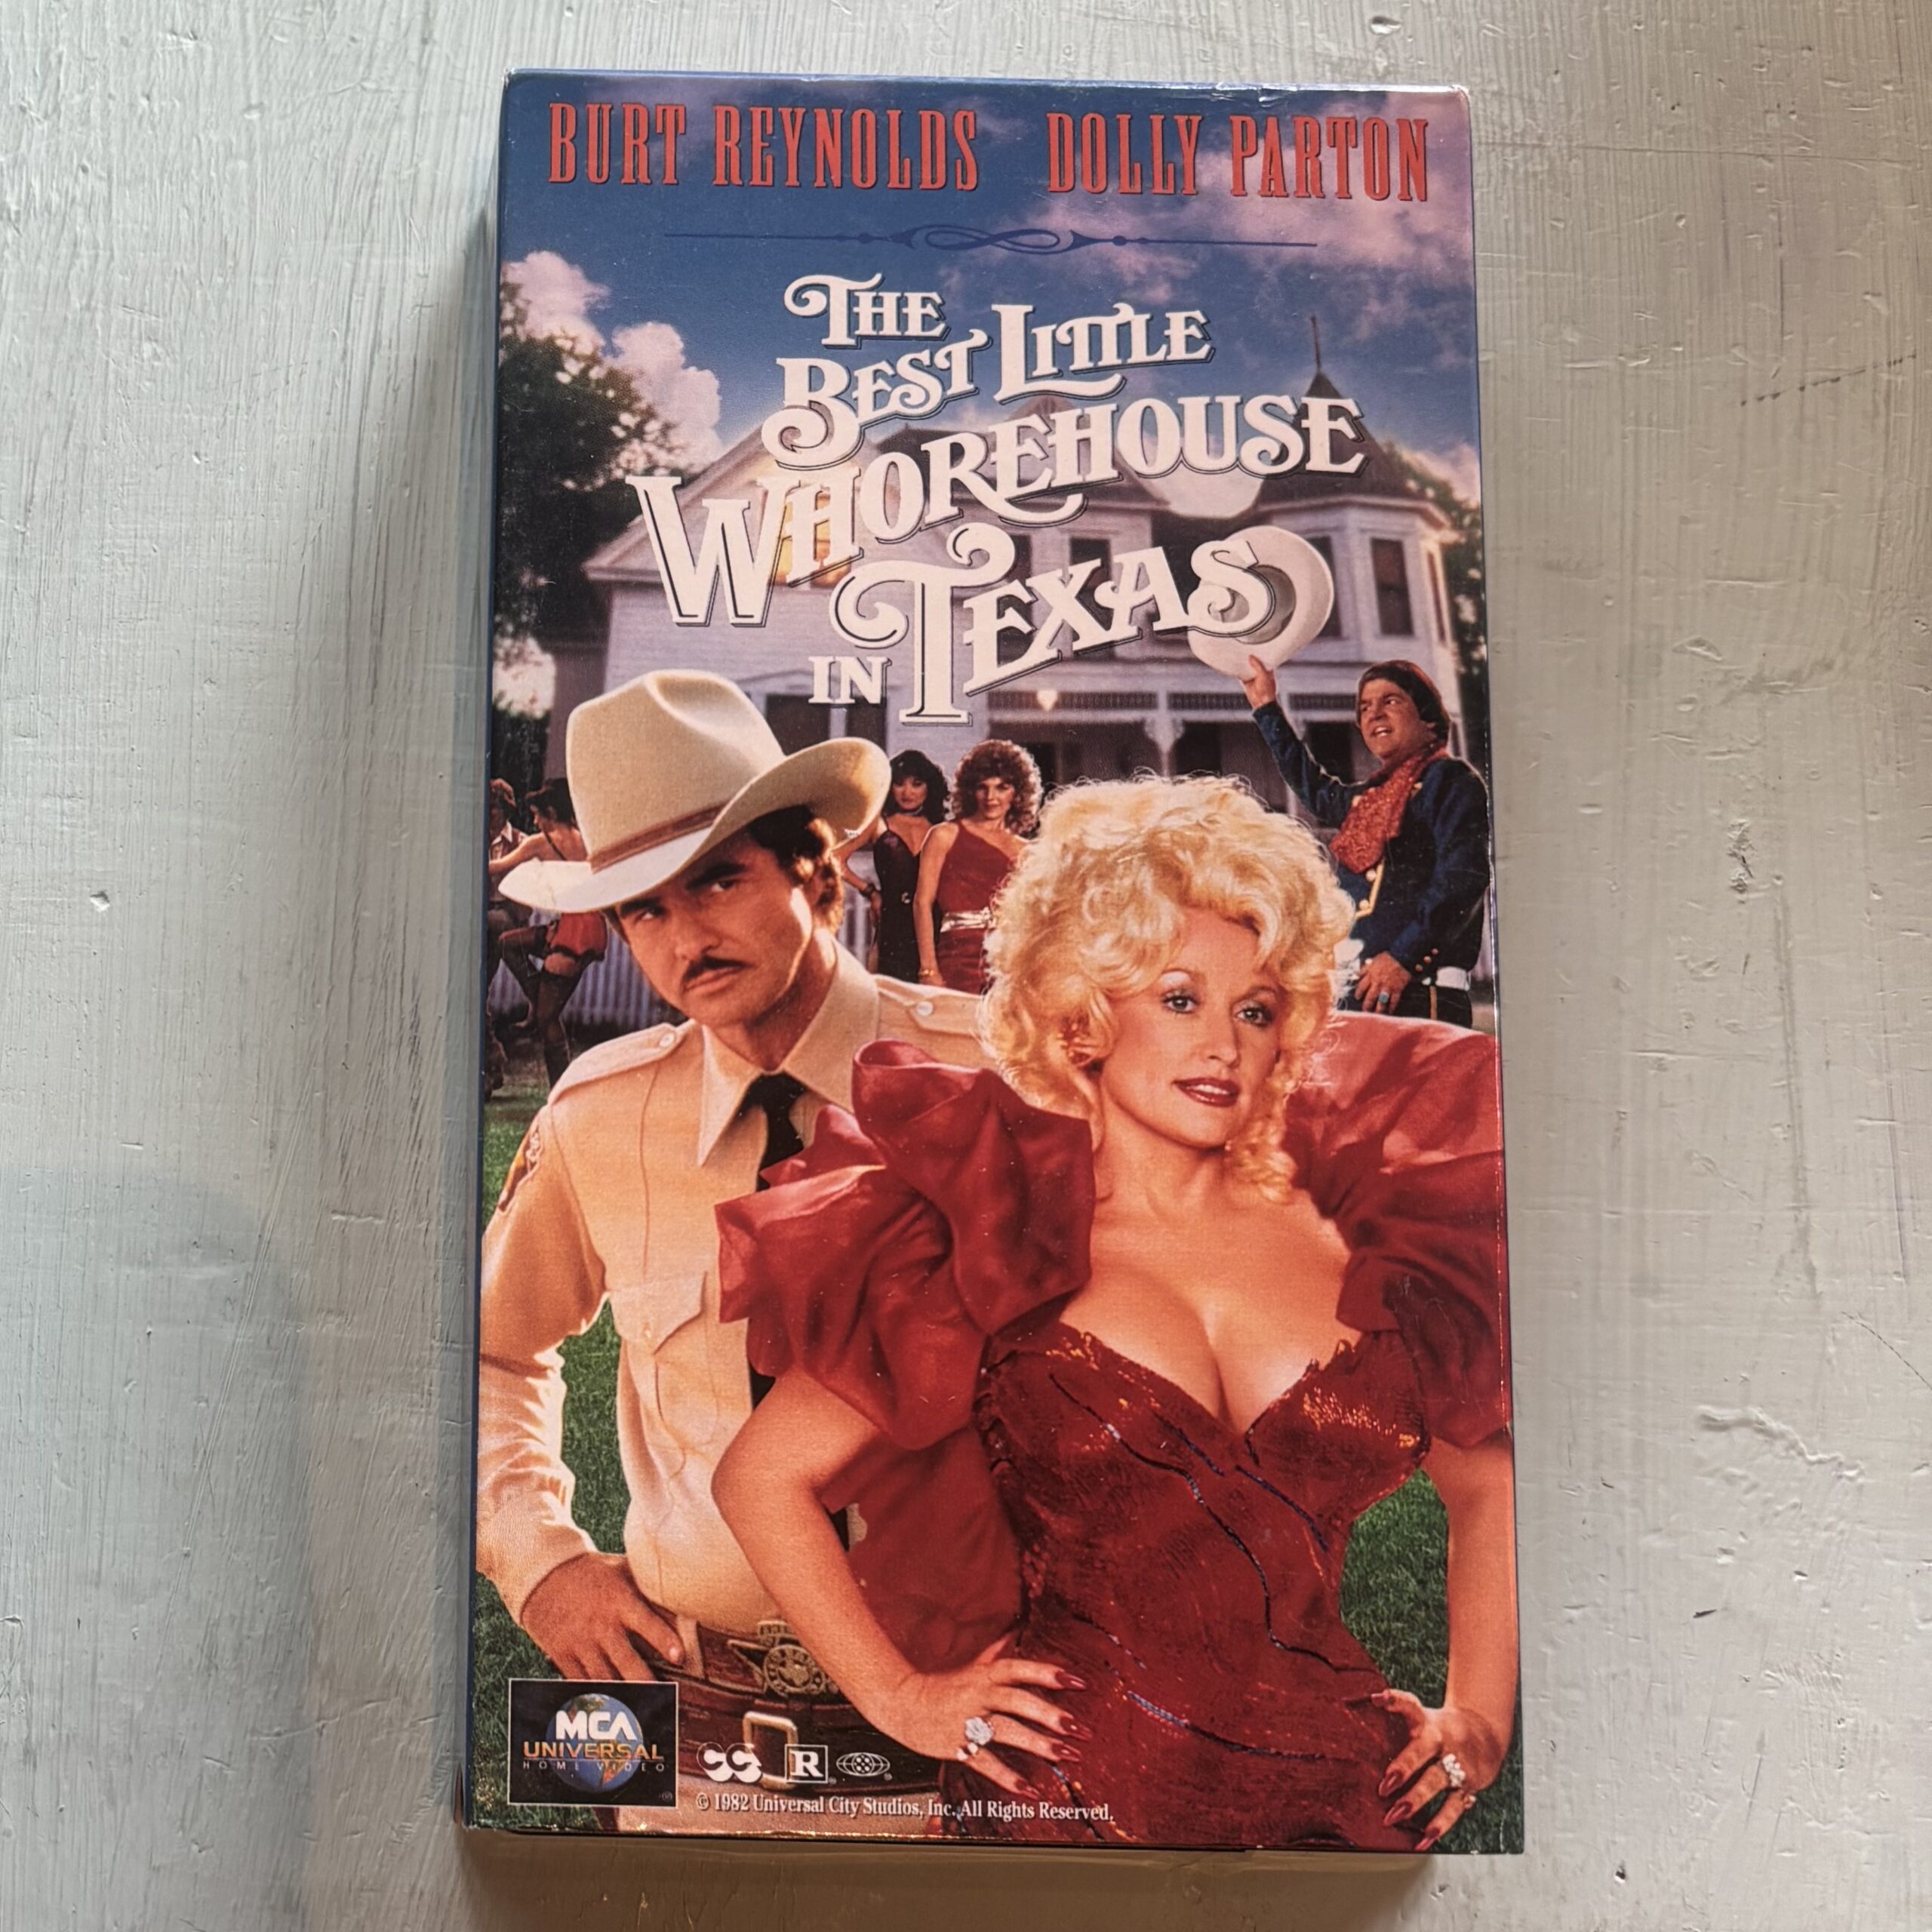 BURT REYNOLDS DOLLY PARTON
THE
BEST LITTLE
WHOREHOUSE
IN TEXAS
MCA
UNIVERSAL
HOME VIDEO
CC R
© 1982 Universal City Studios, Inc. All Rights Reserved.